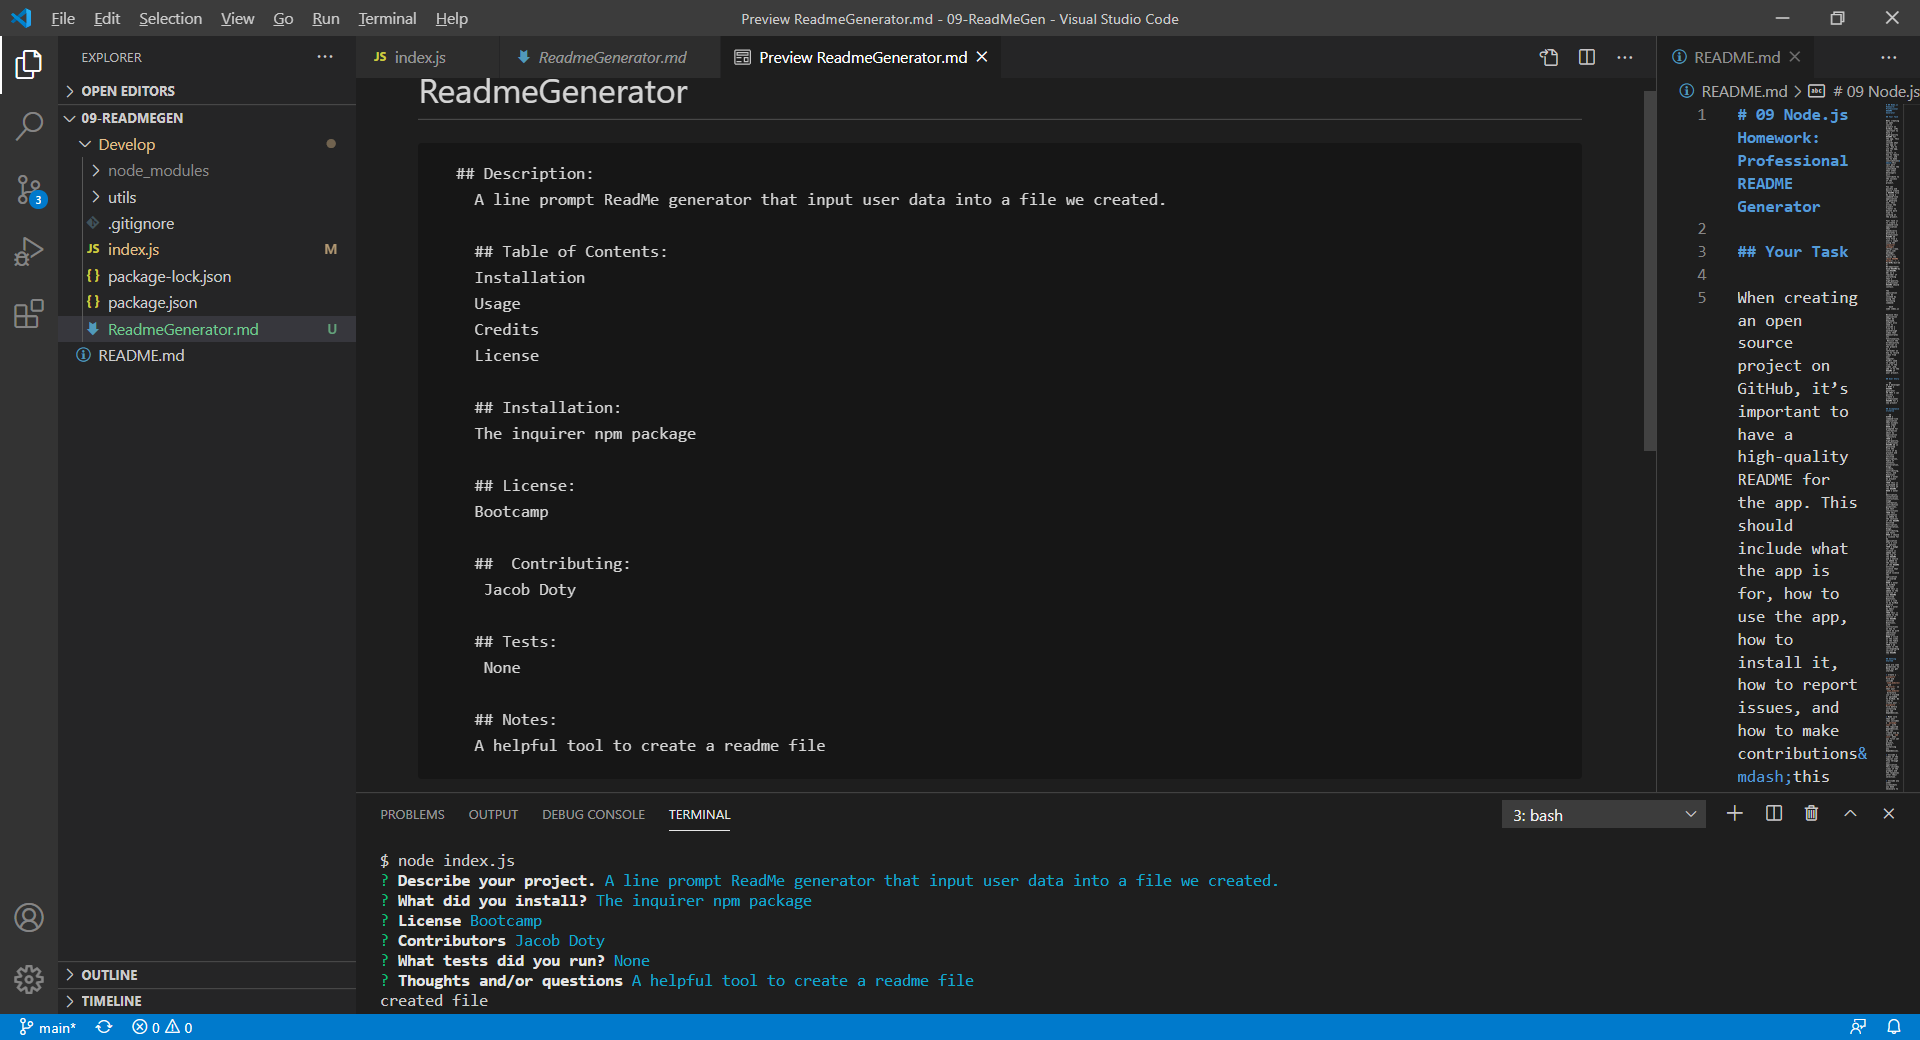 File Edit Selection View Go Run Terminal Help
Preview ReadmeGenerator.md - 09-ReadMeGen - Visual Studio Code
EXPLORER
OPEN EDITORS
09-READMEGEN
Develop
node_modules
utils
.gitignore
JS index.js M
{} package-lock.json
{} package.json
ReadmeGenerator.md U
README.md
OUTLINE
TIMELINE
3
JS index.js
ReadmeGenerator.md
Preview ReadmeGenerator.md
ReadmeGenerator
## Description:
A line prompt ReadMe generator that input user data into a file we created.
## Table of Contents:
Installation
Usage
Credits
License
## Installation:
The inquirer npm package
## License:
Bootcamp
##  Contributing:
Jacob Doty
## Tests:
None
## Notes:
A helpful tool to create a readme file
README.md
README.md > abc # 09 Node.js
1 # 09 Node.js
Homework:
Professional
README
Generator
2
3 ## Your Task
4
5 When creating
an open
source
project on
GitHub, it’s
important to
have a
high-quality
README for
the app. This
should
include what
the app is
for, how to
use the app,
how to
install it,
how to report
issues, and
how to make
contributions&
mdash;this
PROBLEMS OUTPUT DEBUG CONSOLE TERMINAL
3: bash
$ node index.js
? Describe your project. A line prompt ReadMe generator that input user data into a file we created.
? What did you install? The inquirer npm package
? License Bootcamp
? Contributors Jacob Doty
? What tests did you run? None
? Thoughts and/or questions A helpful tool to create a readme file
created file
main* 0 0